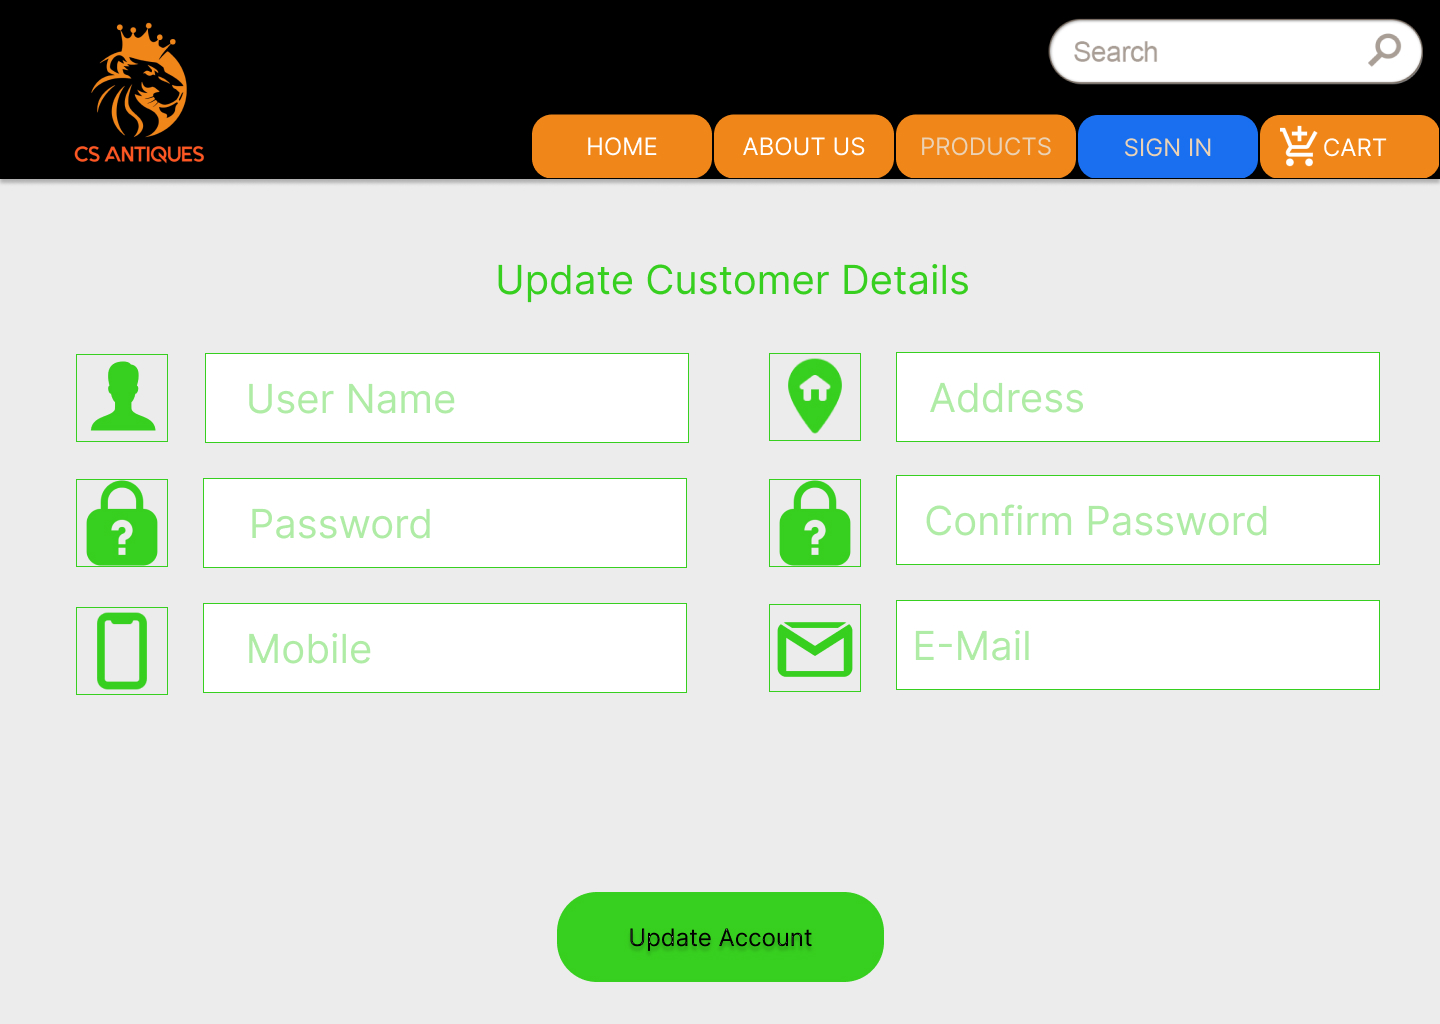 Search
CS ANTIQUES
HOME
ABOUT US
PRODUCTS
SIGN IN
CART
Update Customer Details
User Name
Address
Password
Confirm Password
Mobile
E-Mail
Update Account